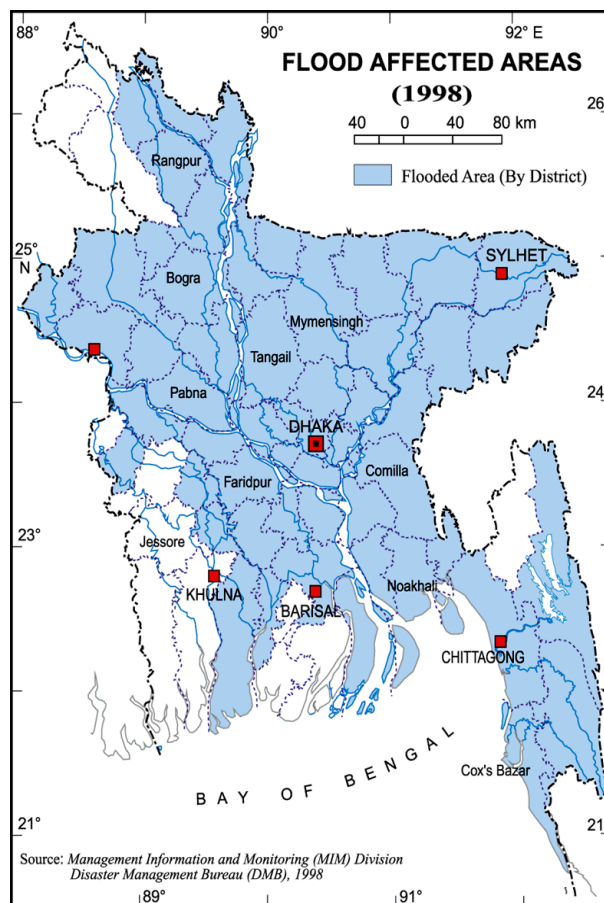 88°
90°
92° E
FLOOD AFFECTED AREAS
(1998)
40 0 40 80 km
26
Flooded Area (By District)
Rangpur
25°
N
SYLHET
Bogra
Mymensingh
Tangail
24
Pabna
DHAKA
Comilla
Faridpur
23°
Jessore
Noakhali
KHULNA
BARISAL
CHITTAGONG
22°
Cox's Bazar
BAY OF BENGAL
21°
21
Source: Management Information and Monitoring (MIM) Division
Disaster Management Bureau (DMB), 1998
89°
91°